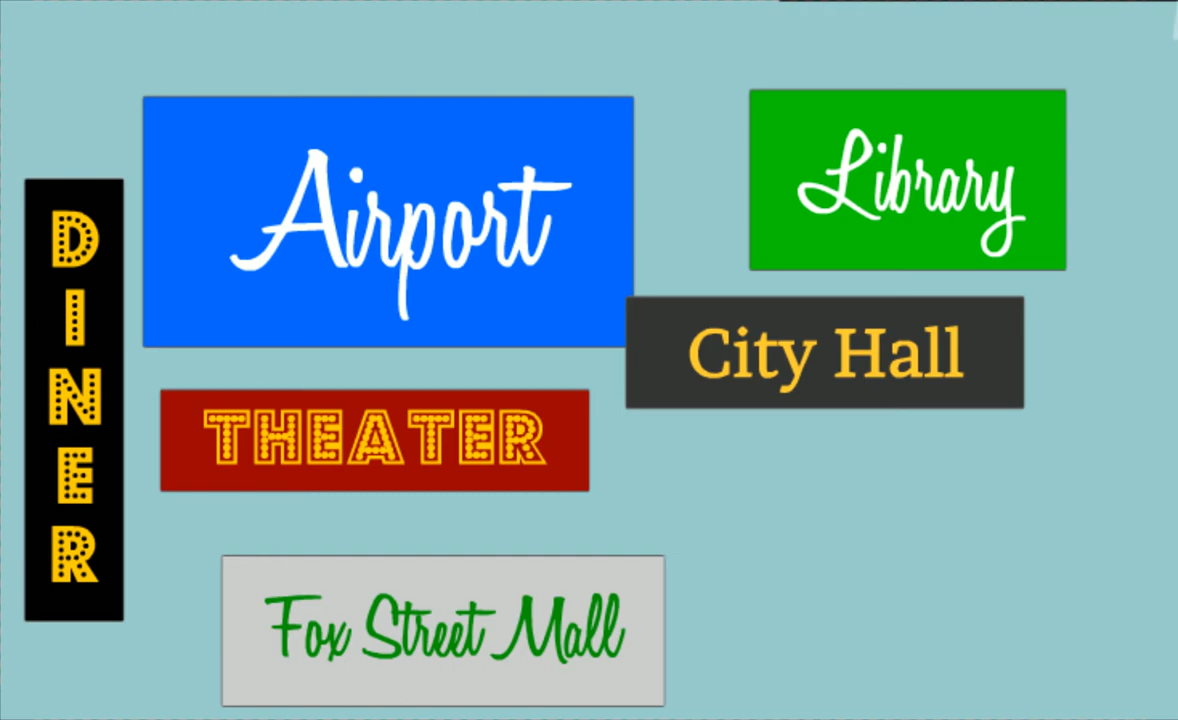 Airport
Library
DINER
City Hall
THEATER
Fox Street Mall